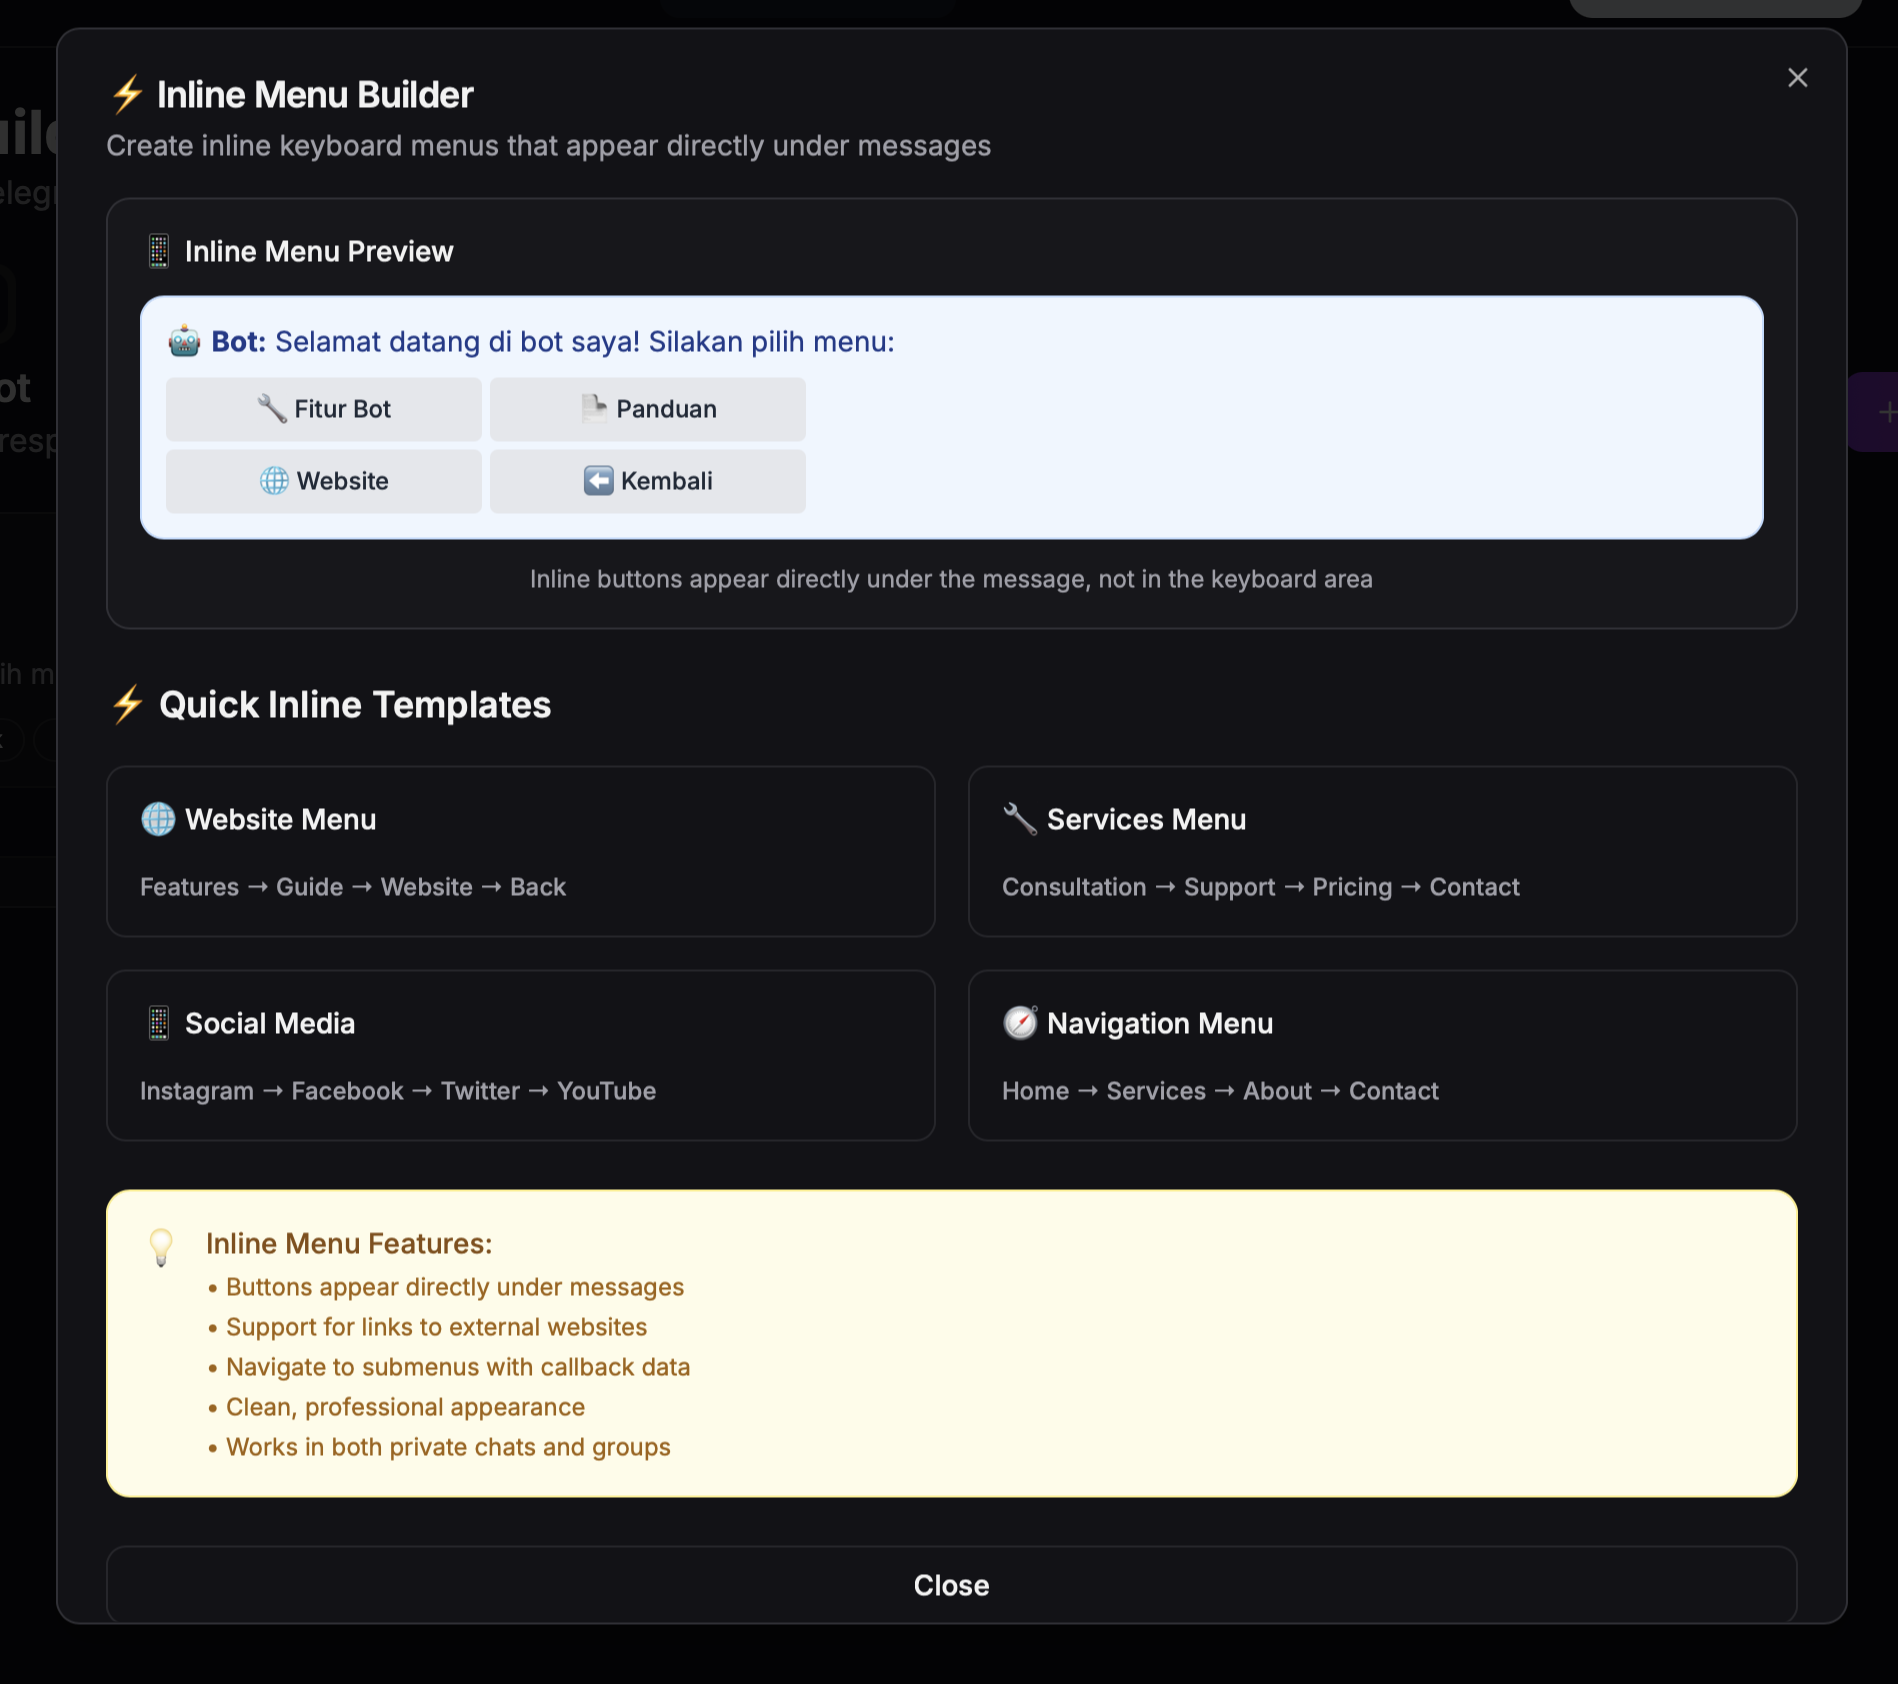 ⚡ Inline Menu Builder
Create inline keyboard menus that appear directly under messages
📱 Inline Menu Preview
🤖 Bot: Selamat datang di bot saya! Silakan pilih menu:
🔧 Fitur Bot
📄 Panduan
🌐 Website
⬅️ Kembali
Inline buttons appear directly under the message, not in the keyboard area
⚡ Quick Inline Templates
🌐 Website Menu
Features → Guide → Website → Back
🔧 Services Menu
Consultation → Support → Pricing → Contact
📱 Social Media
Instagram → Facebook → Twitter → YouTube
🧭 Navigation Menu
Home → Services → About → Contact
💡 Inline Menu Features:
• Buttons appear directly under messages
• Support for links to external websites
• Navigate to submenus with callback data
• Clean, professional appearance
• Works in both private chats and groups
Close